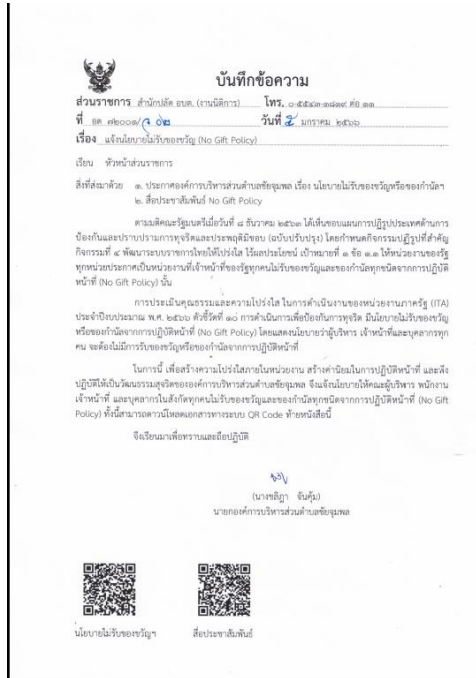 บันทึกข้อความ
ส่วนราชการ สำนักปลัด อบต. (งานนิติการ) โทร. ๐-๕๕๔๓-๓๘๓๙ ต่อ ๑๑
ที่ อต ๗๒๐๐๑/ วันที่ ๕ มกราคม ๒๕๖๖
เรื่อง แจ้งนโยบายไม่รับของขวัญ (No Gift Policy)
เรียน หัวหน้าส่วนราชการ
สิ่งที่ส่งมาด้วย ๑. ประกาศองค์การบริหารส่วนตำบลชัยจุมพล เรื่อง นโยบายไม่รับของขวัญหรือของกำนัลฯ
๒. สื่อประชาสัมพันธ์ No Gift Policy
ตามมติคณะรัฐมนตรีเมื่อวันที่ ๘ ธันวาคม ๒๕๖๓ ได้เห็นชอบแผนการปฏิรูปประเทศด้านการ
ป้องกันและปราบปรามการทุจริตและประพฤติมิชอบ (ฉบับปรับปรุง) โดยกำหนดกิจกรรมปฏิรูปที่สำคัญ
กิจกรรมที่ ๔ พัฒนาระบบราชการไทยให้โปร่งใส ไร้ผลประโยชน์ เป้าหมายที่ ๑ ข้อ ๑.๑ ให้หน่วยงานของรัฐ
ทุกหน่วยประกาศเป็นหน่วยงานที่เจ้าหน้าที่ของรัฐทุกคนไม่รับของขวัญและของกำนัลทุกชนิดจากการปฏิบัติ
หน้าที่ (No Gift Policy) นั้น
การประเมินคุณธรรมและความโปร่งใส ในการดำเนินงานของหน่วยงานภาครัฐ (ITA)
ประจำปีงบประมาณ พ.ศ. ๒๕๖๖ ตัวชี้วัดที่ ๑๐ การดำเนินการเพื่อป้องกันการทุจริต มีนโยบายไม่รับของขวัญ
หรือของกำนัลจากการปฏิบัติหน้าที่ (No Gift Policy) โดยแสดงนโยบายว่าผู้บริหาร เจ้าหน้าที่และบุคลากรทุก
คน จะต้องไม่มีการรับของขวัญหรือของกำนัลจากการปฏิบัติหน้าที่
ในการนี้ เพื่อสร้างความโปร่งใสภายในหน่วยงาน สร้างค่านิยมในการปฏิบัติหน้าที่ และพึง
ปฏิบัติให้เป็นวัฒนธรรมสุจริตขององค์การบริหารส่วนตำบลชัยจุมพล จึงแจ้งนโยบายให้คณะผู้บริหาร พนักงาน
เจ้าหน้าที่ และบุคลากรในสังกัดทุกคนไม่รับของขวัญและของกำนัลทุกชนิดจากการปฏิบัติหน้าที่ (No Gift
Policy) ทั้งนี้สามารถดาวน์โหลดเอกสารทางระบบ QR Code ท้ายหนังสือนี้
จึงเรียนมาเพื่อทราบและถือปฏิบัติ
(นางชลิฎา จันคุ้ม)
นายกองค์การบริหารส่วนตำบลชัยจุมพล
นโยบายไม่รับของขวัญฯ สื่อประชาสัมพันธ์